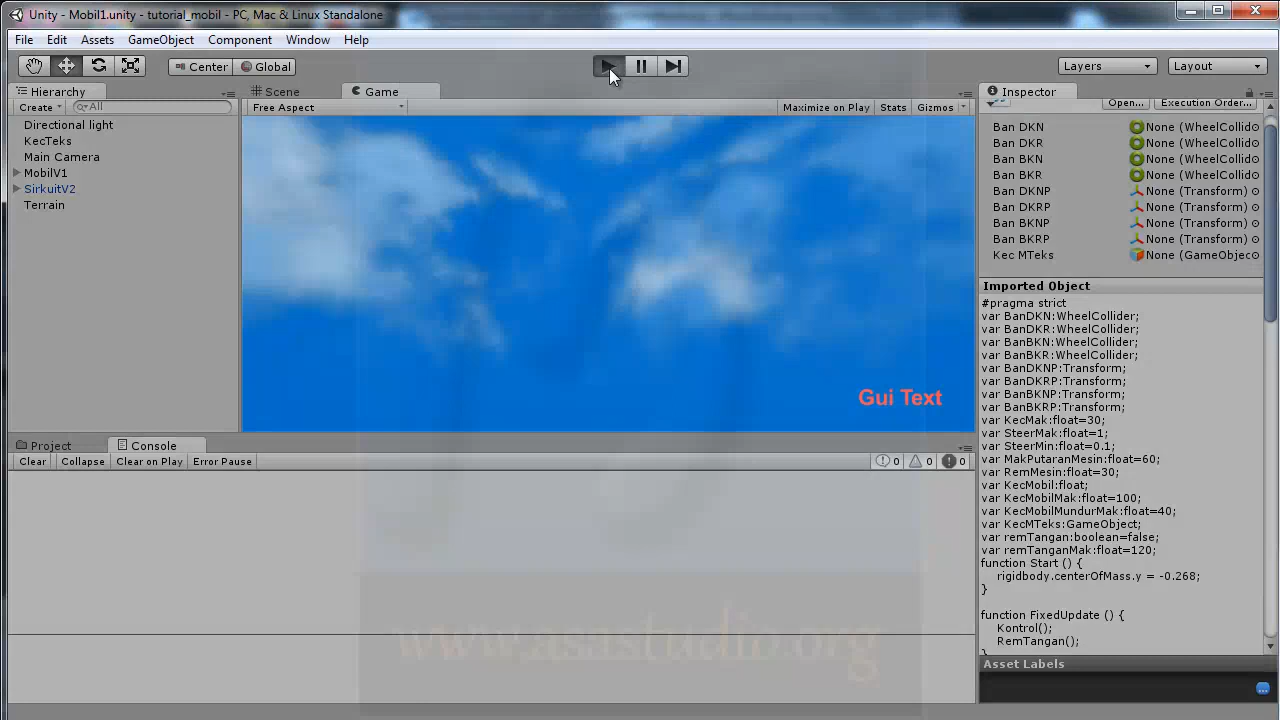 Unity - Mobil1.unity - tutorial_mobil - PC, Mac & Linux Standalone
File Edit Assets GameObject Component Window Help
Center Global Layers Layout
Hierarchy Scene Game Inspector
Create All Free Aspect Maximize on Play Stats Gizmos Open... Execution Order...
Directional light
KecTeks
Main Camera
MobilV1
SirkuitV2
Terrain
Gui Text
Project Console
Clear Collapse Clear on Play Error Pause 0 0 0
www.asastudio.org
Ban DKN None (WheelCollid
Ban DKR None (WheelCollid
Ban BKN None (WheelCollid
Ban BKR None (WheelCollid
Ban DKNP None (Transform)
Ban DKRP None (Transform)
Ban BKNP None (Transform)
Ban BKRP None (Transform)
Kec MTeks None (GameObjec
Imported Object
#pragma strict
var BanDKN:WheelCollider;
var BanDKR:WheelCollider;
var BanBKN:WheelCollider;
var BanBKR:WheelCollider;
var BanDKNP:Transform;
var BanDKRP:Transform;
var BanBKNP:Transform;
var BanBKRP:Transform;
var KecMak:float=30;
var SteerMak:float=1;
var SteerMin:float=0.1;
var MakPutaranMesin:float=60;
var RemMesin:float=30;
var KecMobil:float;
var KecMobilMak:float=100;
var KecMobilMundurMak:float=40;
var KecMTeks:GameObject;
var remTangan:boolean=false;
var remTanganMak:float=120;
function Start () {
rigidbody.centerOfMass.y = -0.268;
}
function FixedUpdate () {
Kontrol();
RemTangan();
Asset Labels